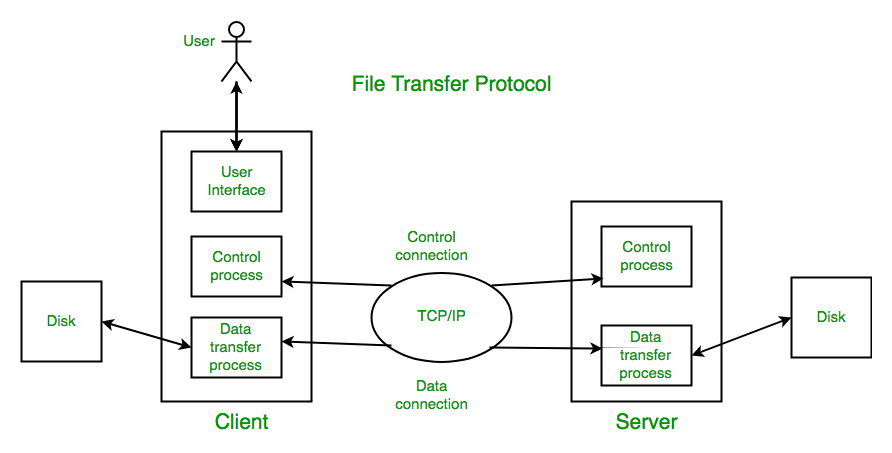 User
File Transfer Protocol
User
Interface
Control
process
Data
transfer
process
Disk
Client
Control
connection
TCP/IP
Data
connection
Control
process
Data
transfer
process
Disk
Server